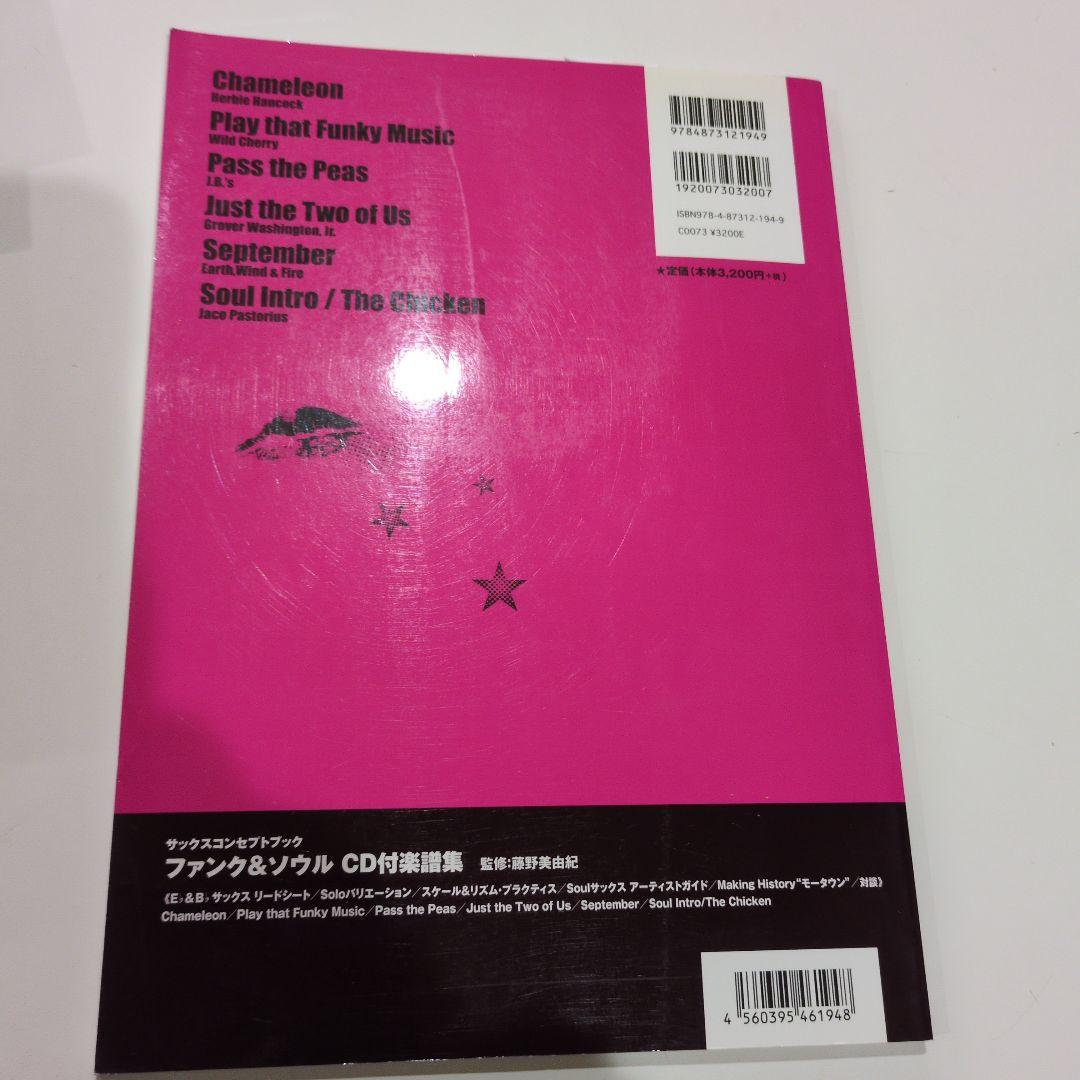 Chameleon
Herbie Hancock
Play that Funky Music
Wild Cherry
Pass the Peas
J.B.'s
Just the Two of Us
Grover Washington, Jr.
September
Earth,Wind & Fire
Soul Intro / The Chicken
Jaco Pastorius
9784873121949
1920073032007
ISBN978-4-87312-194-9
C0073 ¥3200E
★定価(本体3,200円+税)
サックスコンセプトブック
ファンク&ソウル CD付楽譜集 監修:藤野美由紀
《E♭&B♭サックス リードシート/Soloバリエーション/スケール&リズム・プラクティス/Soulサックス アーティストガイド/Making History"モータウン"/対談》
Chameleon/Play that Funky Music/Pass the Peas/Just the Two of Us/September/Soul Intro/The Chicken
4 560395 461948